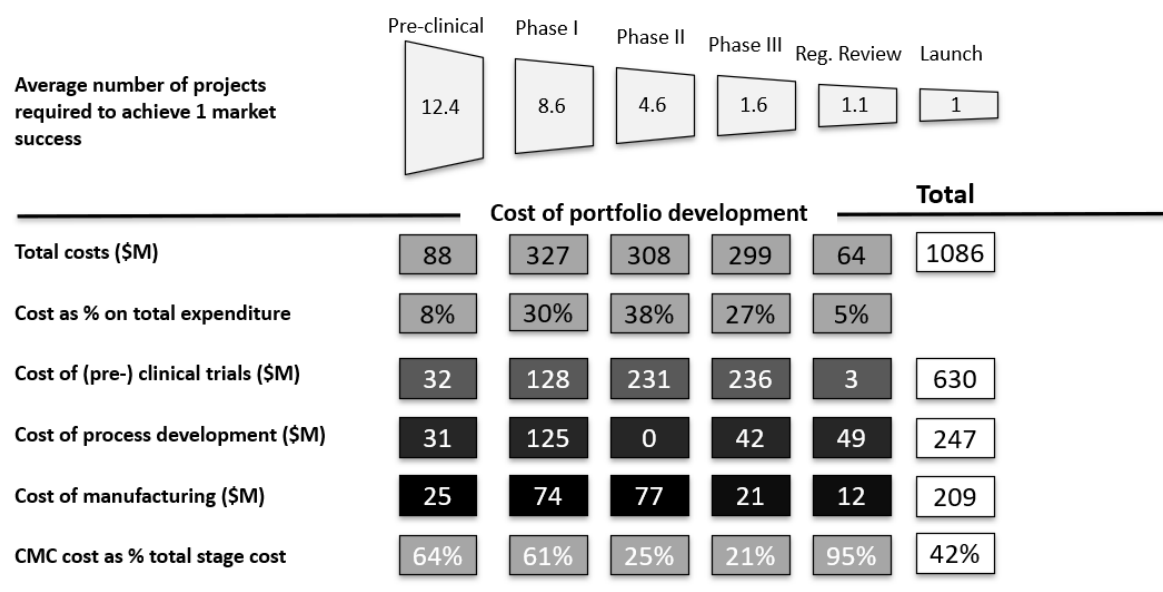 Pre-clinical Phase I Phase II Phase III Reg. Review Launch
Average number of projects
required to achieve 1 market
success
12.4 8.6 4.6 1.6 1.1 1
Total
Cost of portfolio development
Total costs ($M) 88 327 308 299 64 1086
Cost as % on total expenditure 8% 30% 38% 27% 5%
Cost of (pre-) clinical trials ($M) 32 128 231 236 3 630
Cost of process development ($M) 31 125 0 42 49 247
Cost of manufacturing ($M) 25 74 77 21 12 209
CMC cost as % total stage cost 64% 61% 25% 21% 95% 42%